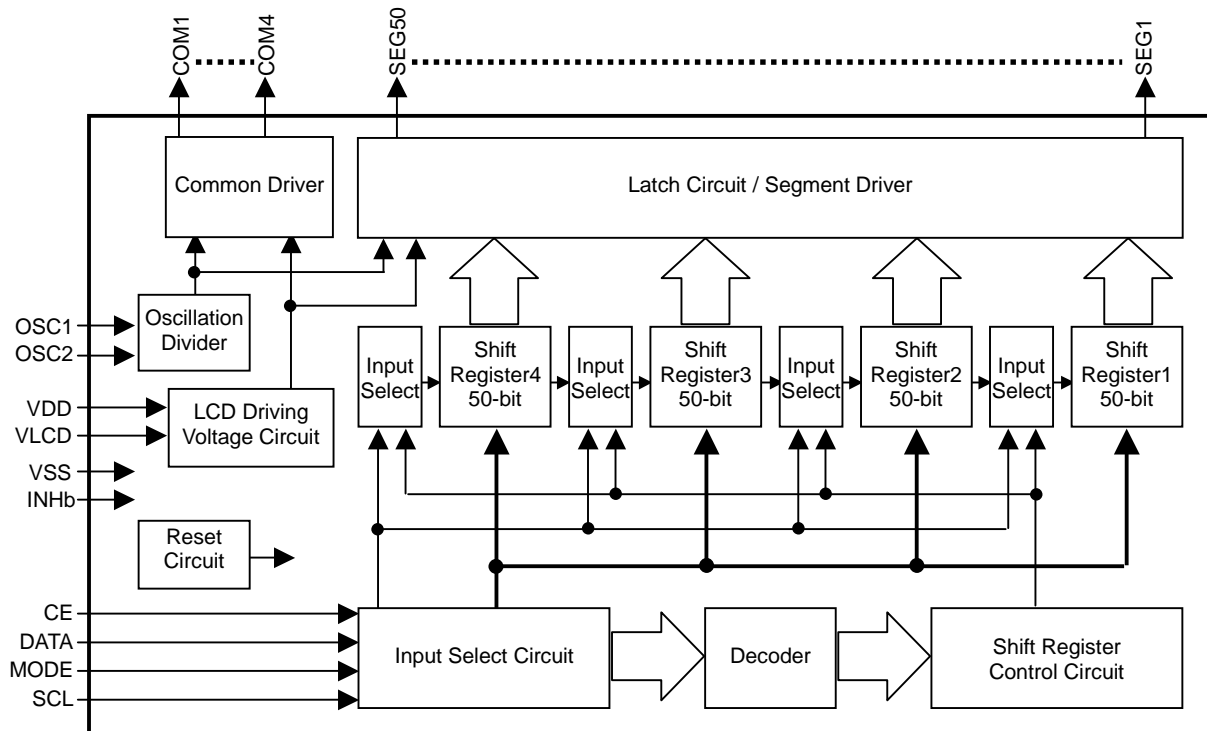 COM1
COM4
SEG50
SEG1
Common Driver
Latch Circuit / Segment Driver
OSC1
OSC2
Oscillation
Divider
Input
Select
Shift
Register4
50-bit
Input
Select
Shift
Register3
50-bit
Input
Select
Shift
Register2
50-bit
Input
Select
Shift
Register1
50-bit
VDD
VLCD
LCD Driving
Voltage Circuit
VSS
INHb
Reset
Circuit
CE
DATA
MODE
SCL
Input Select Circuit
Decoder
Shift Register
Control Circuit